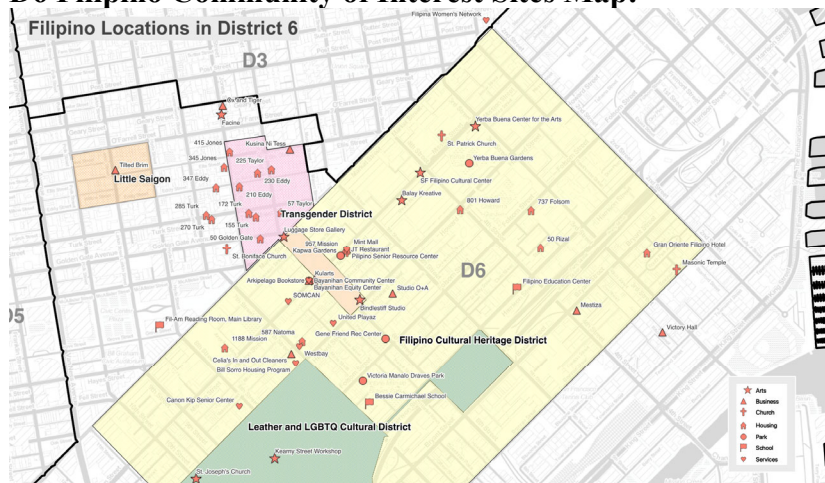 D6 Filipino Community of Interest Sites Map:
Filipino Locations in District 6
Filipina Women's Network
D3
Ox and Tiger
Facine
Yerba Buena Center for the Arts
415 Jones
Kusina Ni Tess
St. Patrick Church
345 Jones
225 Taylor
Yerba Buena Gardens
Tilted Brim
Little Saigon
347 Eddy
230 Eddy
SF Filipino Cultural Center
210 Eddy
Balay Kreative
285 Turk
172 Turk
57 Taylor
801 Howard
737 Folsom
Transgender District
270 Turk
155 Turk
Luggage Store Gallery
50 Golden Gate
957 Mission
Mint Mall
Kapwa Gardens
JT Restaurant
50 Rizal
Gran Oriente Filipino Hotel
St. Boniface Church
Pilipino Senior Resource Center
Masonic Temple
D6
Kularts
Arkipelago Bookstore
Bayanihan Community Center
Bayanihan Equity Center
Studio O+A
Filipino Education Center
SOMCAN
Bindlestiff Studio
Mestiza
D5
United Playaz
Fil-Am Reading Room, Main Library
Victory Hall
587 Natoma
Gene Friend Rec Center
1188 Mission
Filipino Cultural Heritage District
Westbay
Celia's In and Out Cleaners
Bill Sorro Housing Program
Victoria Manalo Draves Park
Bessie Carmichael School
Canon Kip Senior Center
Leather and LGBTQ Cultural District
Kearny Street Workshop
St. Joseph's Church
Arts
Business
Church
Housing
Park
School
Services